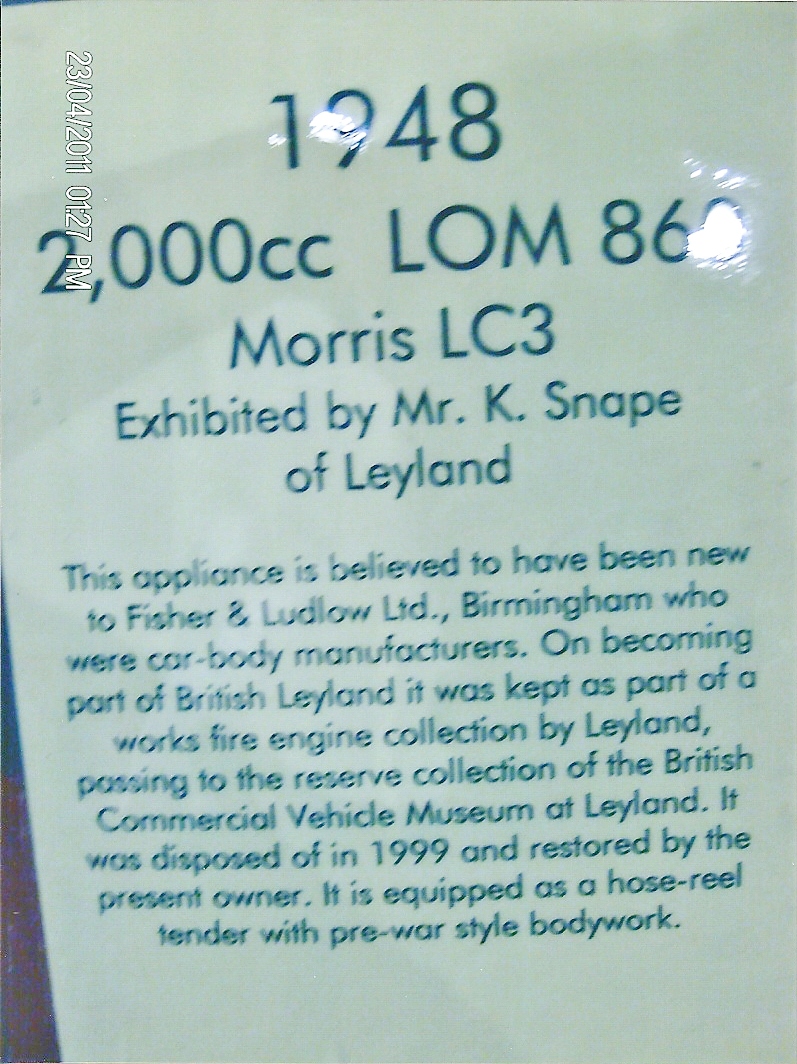 23/04/2011 01:27 PM
1948
2,000cc LOM
Morris LC3
Exhibited by Mr. K. Snape
of Leyland
This appliance is believed to have been new
to Fisher & Ludlow Ltd., Birmingham who
were car-body manufacturers. On becoming
part of British Leyland it was kept as part of a
works fire engine collection by Leyland,
passing to the reserve collection of the British
Commercial Vehicle Museum at Leyland. It
was disposed of in 1999 and restored by the
present owner. It is equipped as a hose-reel
tender with pre-war style bodywork.